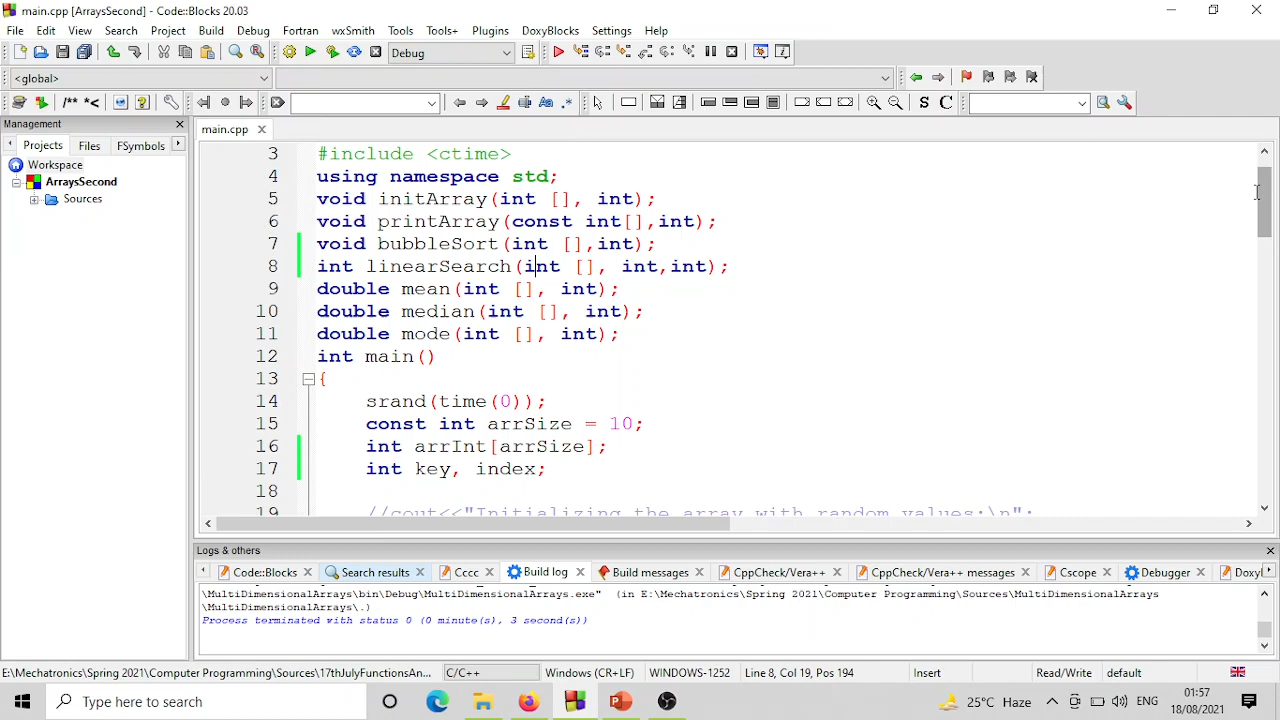 main.cpp [ArraysSecond] - Code::Blocks 20.03
File Edit View Search Project Build Debug Fortran wxSmith Tools Tools+ Plugins DoxyBlocks Settings Help
Debug
<global>
/** *<
S C
Management
main.cpp
Projects Files FSymbols
Workspace
ArraysSecond
Sources
3 #include <ctime>
4 using namespace std;
5 void initArray(int [], int);
6 void printArray(const int[],int);
7 void bubbleSort(int [],int);
8 int linearSearch(int [], int,int);
9 double mean(int [], int);
10 double median(int [], int);
11 double mode(int [], int);
12 int main()
13 {
14 srand(time(0));
15 const int arrSize = 10;
16 int arrInt[arrSize];
17 int key, index;
18
19 //cout<<"Initializing the array with random values:\n";
Logs & others
Code::Blocks Search results Cccc Build log Build messages CppCheck/Vera++ CppCheck/Vera++ messages Cscope Debugger Doxy
\MultiDimensionalArrays\bin\Debug\MultiDimensionalArrays.exe" (in E:\Mechatronics\Spring 2021\Computer Programming\Sources\MultiDimensionalArrays
\MultiDimensionalArrays\.)
Process terminated with status 0 (0 minute(s), 3 second(s))
E:\Mechatronics\Spring 2021\Computer Programming\Sources\17thJulyFunctionsAn... C/C++ Windows (CR+LF) WINDOWS-1252 Line 8, Col 19, Pos 194 Insert Read/Write default
Type here to search
25°C Haze
ENG
01:57
18/08/2021